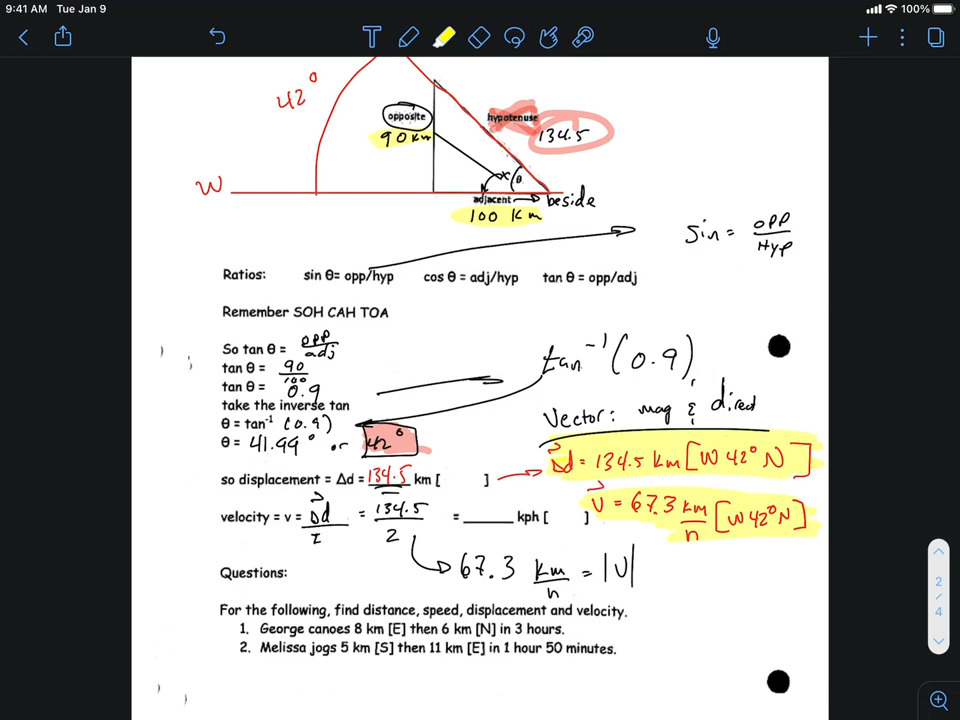 9:41 AM Tue Jan 9
100%
42°
opposite
90 km
hypotenuse
134.5
θ
W
adjacent → beside
100 Km
sin = opp/Hyp
Ratios: sin θ= opp/hyp cos θ = adj/hyp tan θ = opp/adj
Remember SOH CAH TOA
So tan θ = opp/adj
tan θ = 90/100
tan θ = 0.9
tan⁻¹ (0.9)
take the inverse tan
θ = tan⁻¹ (0.9)
θ = 41.99° or 42°
Vector: mag & direct
so displacement = Δd = 134.5 km [ ]
Δd = 134.5 km [W 42° N]
velocity = v = Δd/t = 134.5/2 = ______ kph [ ]
V = 67.3 km/h [W 42° N]
67.3 km/h = |V|
Questions:
For the following, find distance, speed, displacement and velocity.
1. George canoes 8 km [E] then 6 km [N] in 3 hours.
2. Melissa jogs 5 km [S] then 11 km [E] in 1 hour 50 minutes.
2
/ 4